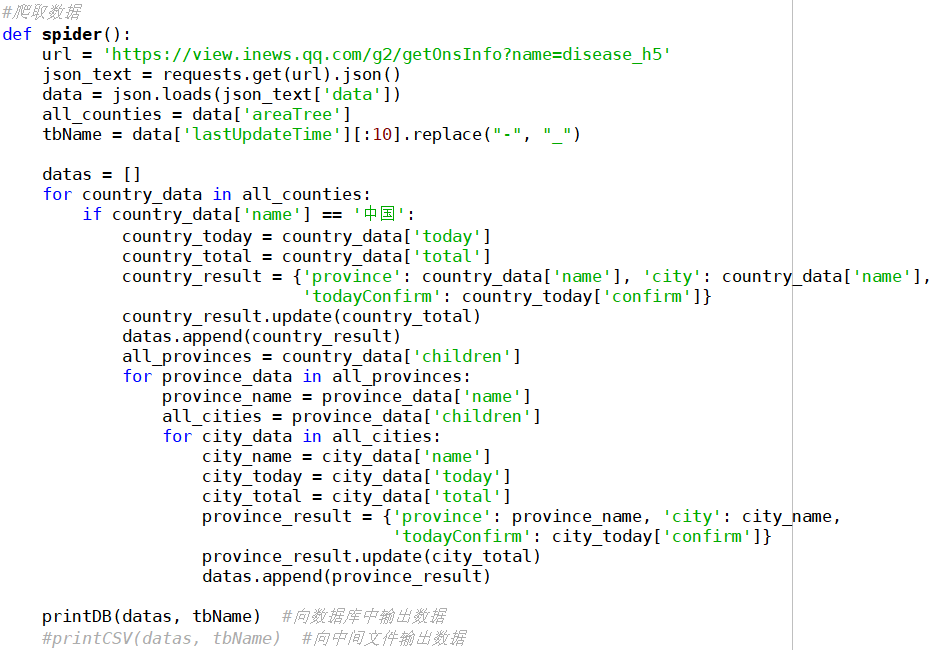 #爬取数据
def spider():
    url = 'https://view.inews.qq.com/g2/getOnsInfo?name=disease_h5'
    json_text = requests.get(url).json()
    data = json.loads(json_text['data'])
    all_counties = data['areaTree']
    tbName = data['lastUpdateTime'][:10].replace("-", "_")

    datas = []
    for country_data in all_counties:
        if country_data['name'] == '中国':
            country_today = country_data['today']
            country_total = country_data['total']
            country_result = {'province': country_data['name'], 'city': country_data['name'],
                              'todayConfirm': country_today['confirm']}
            country_result.update(country_total)
            datas.append(country_result)
            all_provinces = country_data['children']
            for province_data in all_provinces:
                province_name = province_data['name']
                all_cities = province_data['children']
                for city_data in all_cities:
                    city_name = city_data['name']
                    city_today = city_data['today']
                    city_total = city_data['total']
                    province_result = {'province': province_name, 'city': city_name,
                                       'todayConfirm': city_today['confirm']}
                    province_result.update(city_total)
                    datas.append(province_result)

    printDB(datas, tbName)  #向数据库中输出数据
    #printCSV(datas, tbName)  #向中间文件输出数据